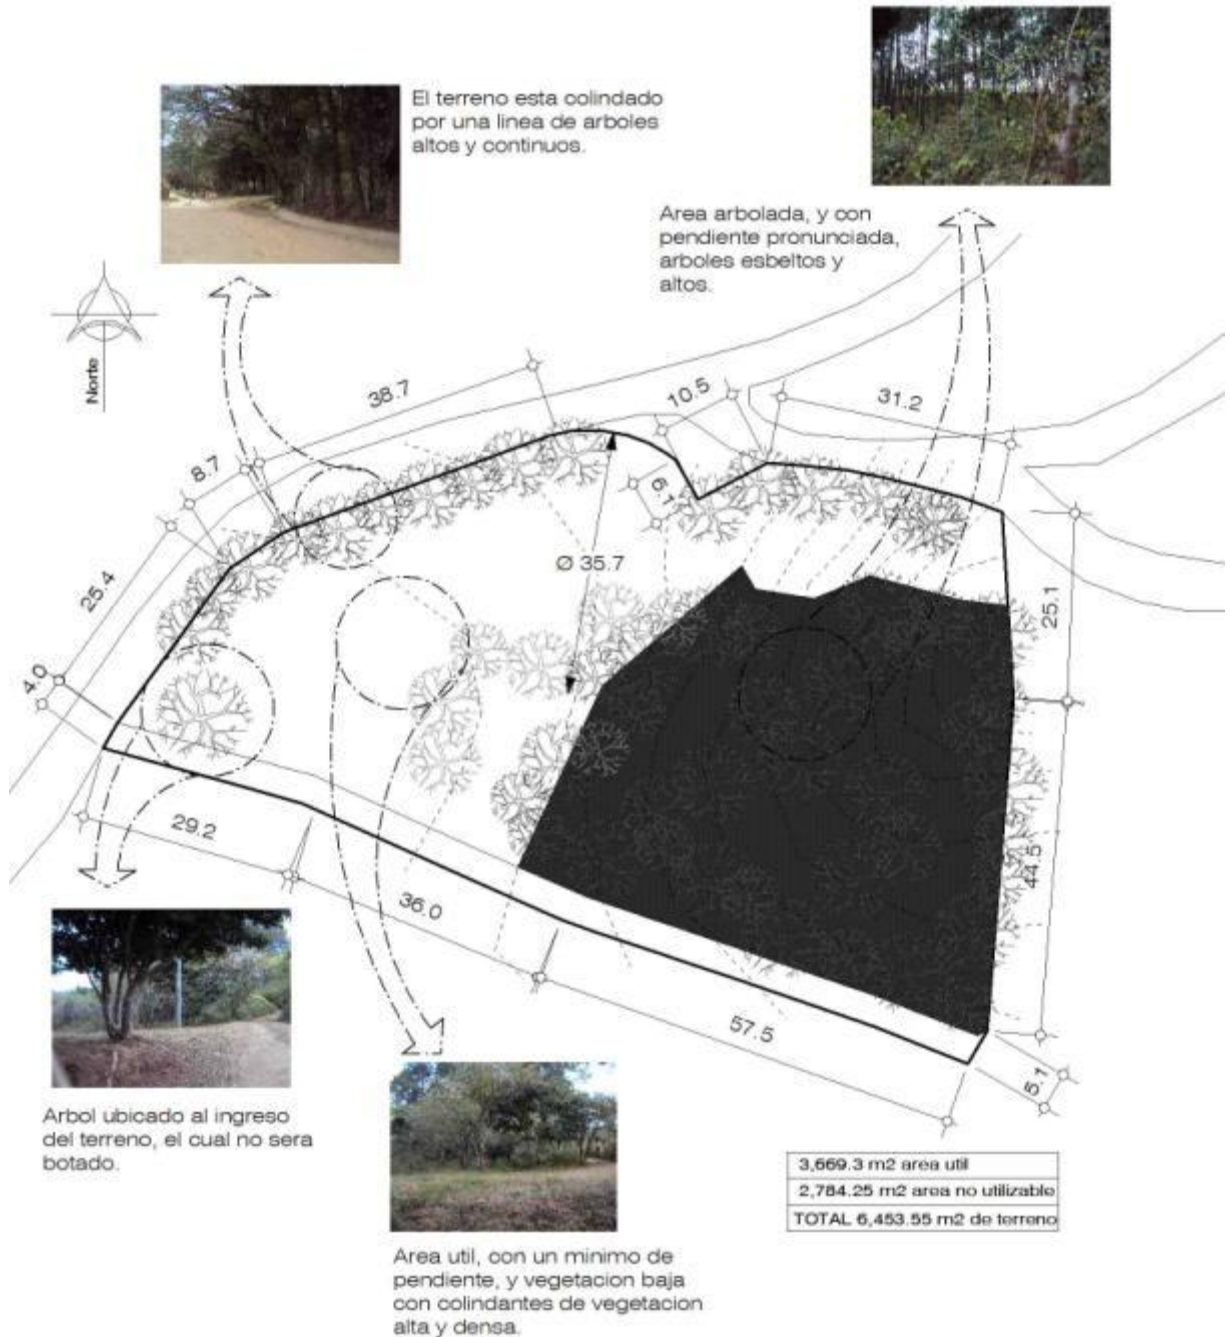 El terreno esta colindado
por una linea de arboles
altos y continuos.
Area arbolada, y con
pendiente pronunciada,
arboles esbeltos y
altos.
Norte
38.7
10.5
31.2
8.7
6.1
25.4
Ø 35.7
25.1
4.0
29.2
44.5
36.0
57.5
5.1
Arbol ubicado al ingreso
del terreno, el cual no sera
botado.
Area util, con un minimo de
pendiente, y vegetacion baja
con colindantes de vegetacion
alta y densa.
3,669.3 m2 area util
2,784.25 m2 area no utilizable
TOTAL 6,453.55 m2 de terreno